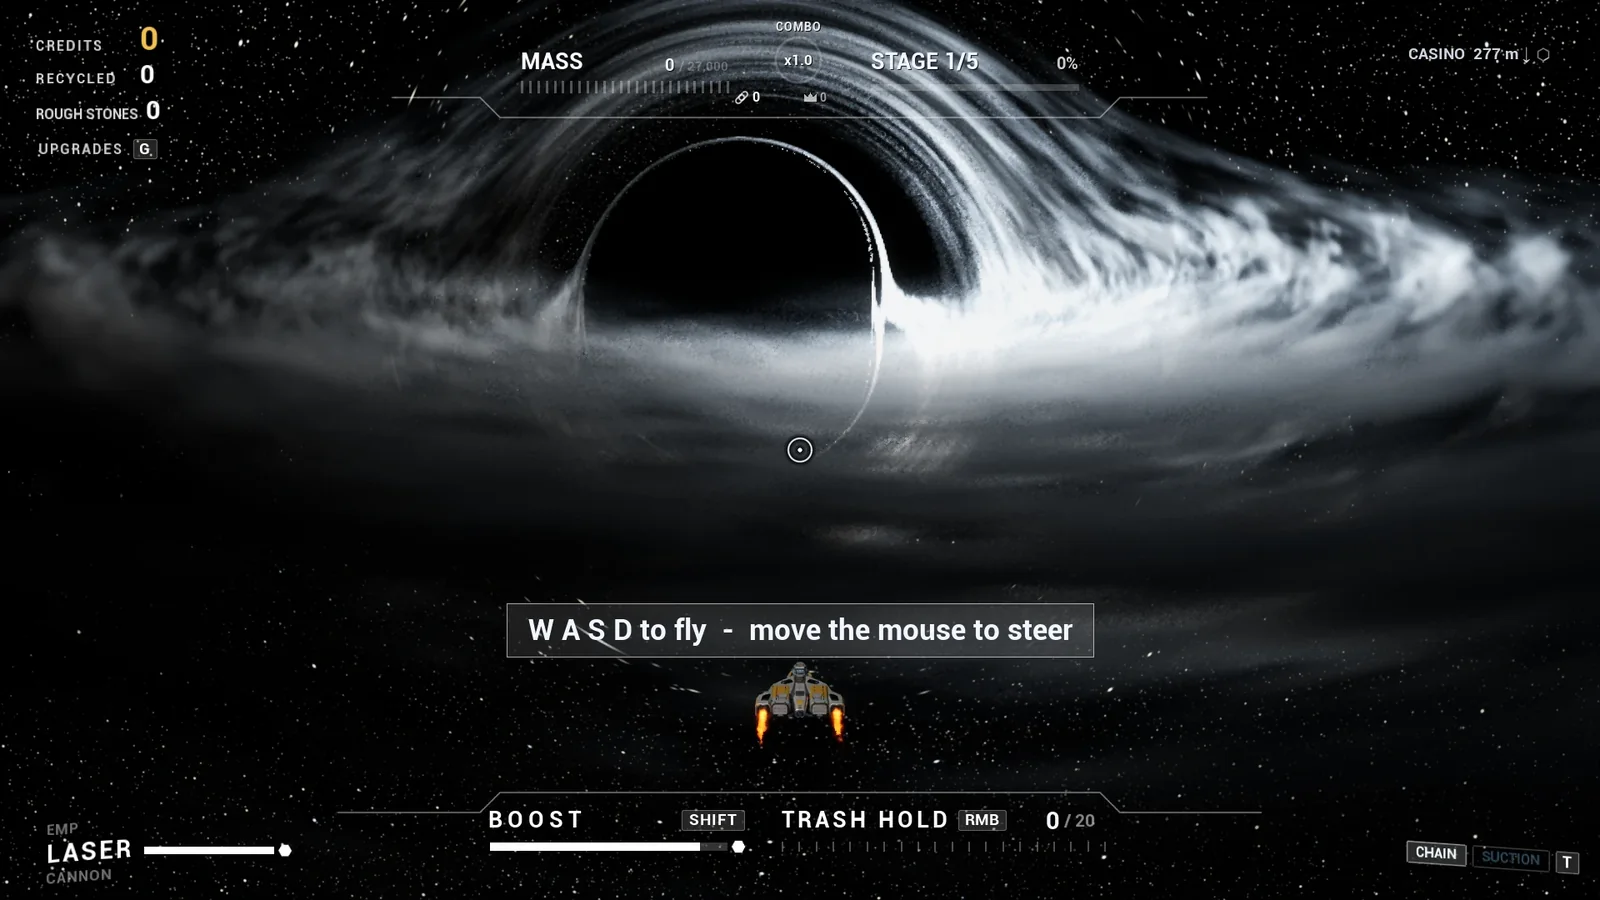 CREDITS 0
RECYCLED 0
ROUGH STONES 0
UPGRADES G
COMBO
x1.0
MASS 0 / 27,000
STAGE 1/5 0%
0
0
CASINO 277 m
W A S D to fly - move the mouse to steer
BOOST SHIFT
TRASH HOLD RMB 0 / 20
EMP
LASER
CANNON
CHAIN SUCTION T